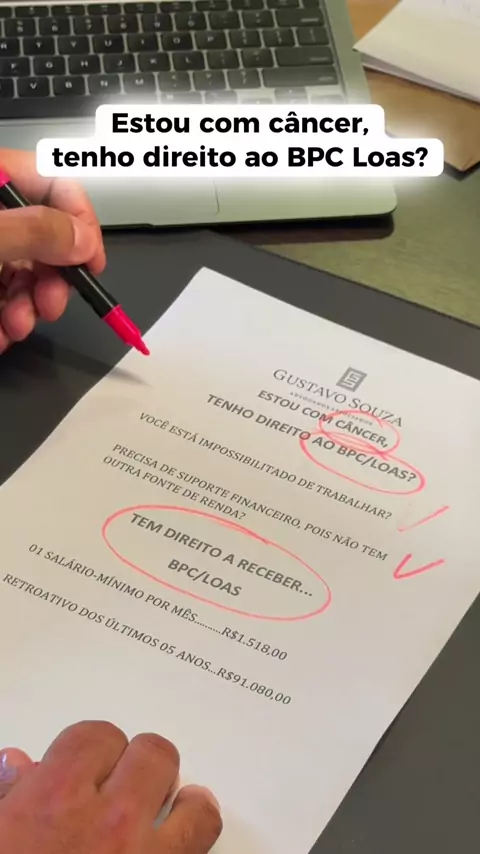 Estou com câncer,
tenho direito ao BPC Loas?
GUSTAVO SOUZA
ESTOU COM CÂNCER,
TENHO DIREITO AO BPC/LOAS?
VOCÊ ESTÁ IMPOSSIBILITADO DE TRABALHAR?
PRECISA DE SUPORTE FINANCEIRO, POIS NÃO TEM
OUTRA FONTE DE RENDA?
TEM DIREITO A RECEBER...
BPC/LOAS
01 SALÁRIO-MÍNIMO POR MÊS..........R$1.518,00
RETROATIVO DOS ÚLTIMOS 05 ANOS...R$91.080,00